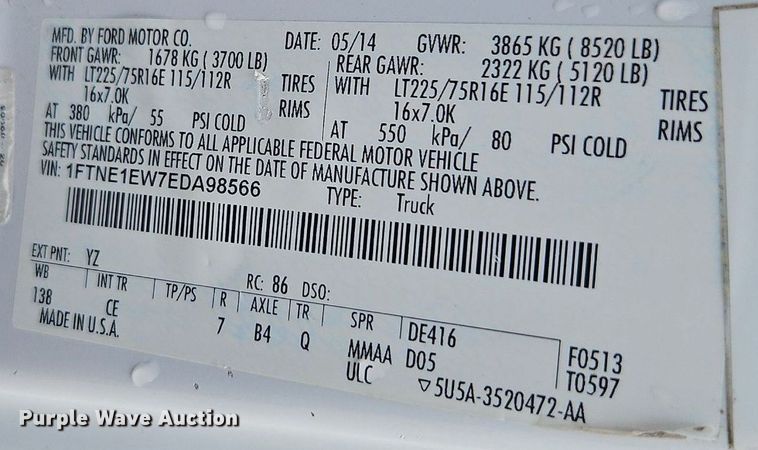 MFD. BY FORD MOTOR CO. DATE: 05/14 GVWR: 3865 KG ( 8520 LB)
FRONT GAWR: 1678 KG ( 3700 LB) REAR GAWR: 2322 KG ( 5120 LB)
WITH LT225/75R16E 115/112R TIRES WITH LT225/75R16E 115/112R TIRES
16x7.0K RIMS 16x7.0K RIMS
AT 380 kPa/ 55 PSI COLD AT 550 kPa/ 80 PSI COLD
THIS VEHICLE CONFORMS TO ALL APPLICABLE FEDERAL MOTOR VEHICLE
SAFETY STANDARDS IN EFFECT ON THE DATE OF MANUFACTURE SHOWN ABOVE.
VIN: 1FTNE1EW7EDA98566 TYPE: Truck
EXT PNT: YZ RC: 86 DSO:
WB INT TR TP/PS R AXLE TR SPR DE416
138 CE 7 B4 Q MMAA D05 F0513
MADE IN U.S.A. ULC ▽5U5A-3520472-AA T0597
Purple Wave Auction